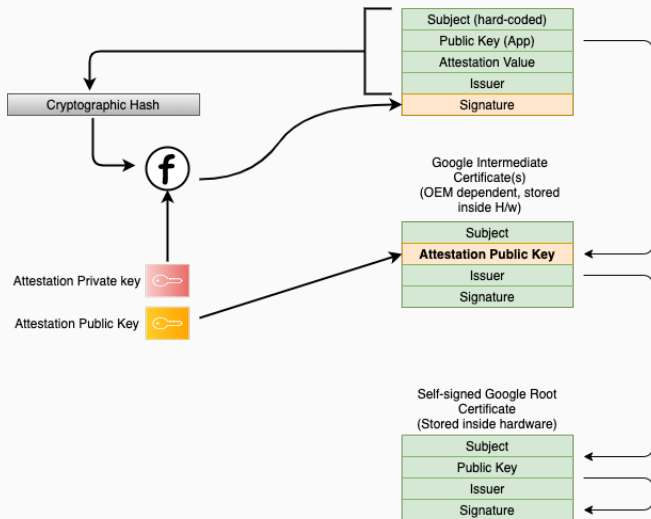 Subject (hard-coded)
Public Key (App)
Attestation Value
Issuer
Signature
Cryptographic Hash
f
Google Intermediate
Certificate(s)
(OEM dependent, stored
inside H/w)
Subject
Attestation Public Key
Issuer
Signature
Attestation Private key
Attestation Public Key
Self-signed Google Root
Certificate
(Stored inside hardware)
Subject
Public Key
Issuer
Signature